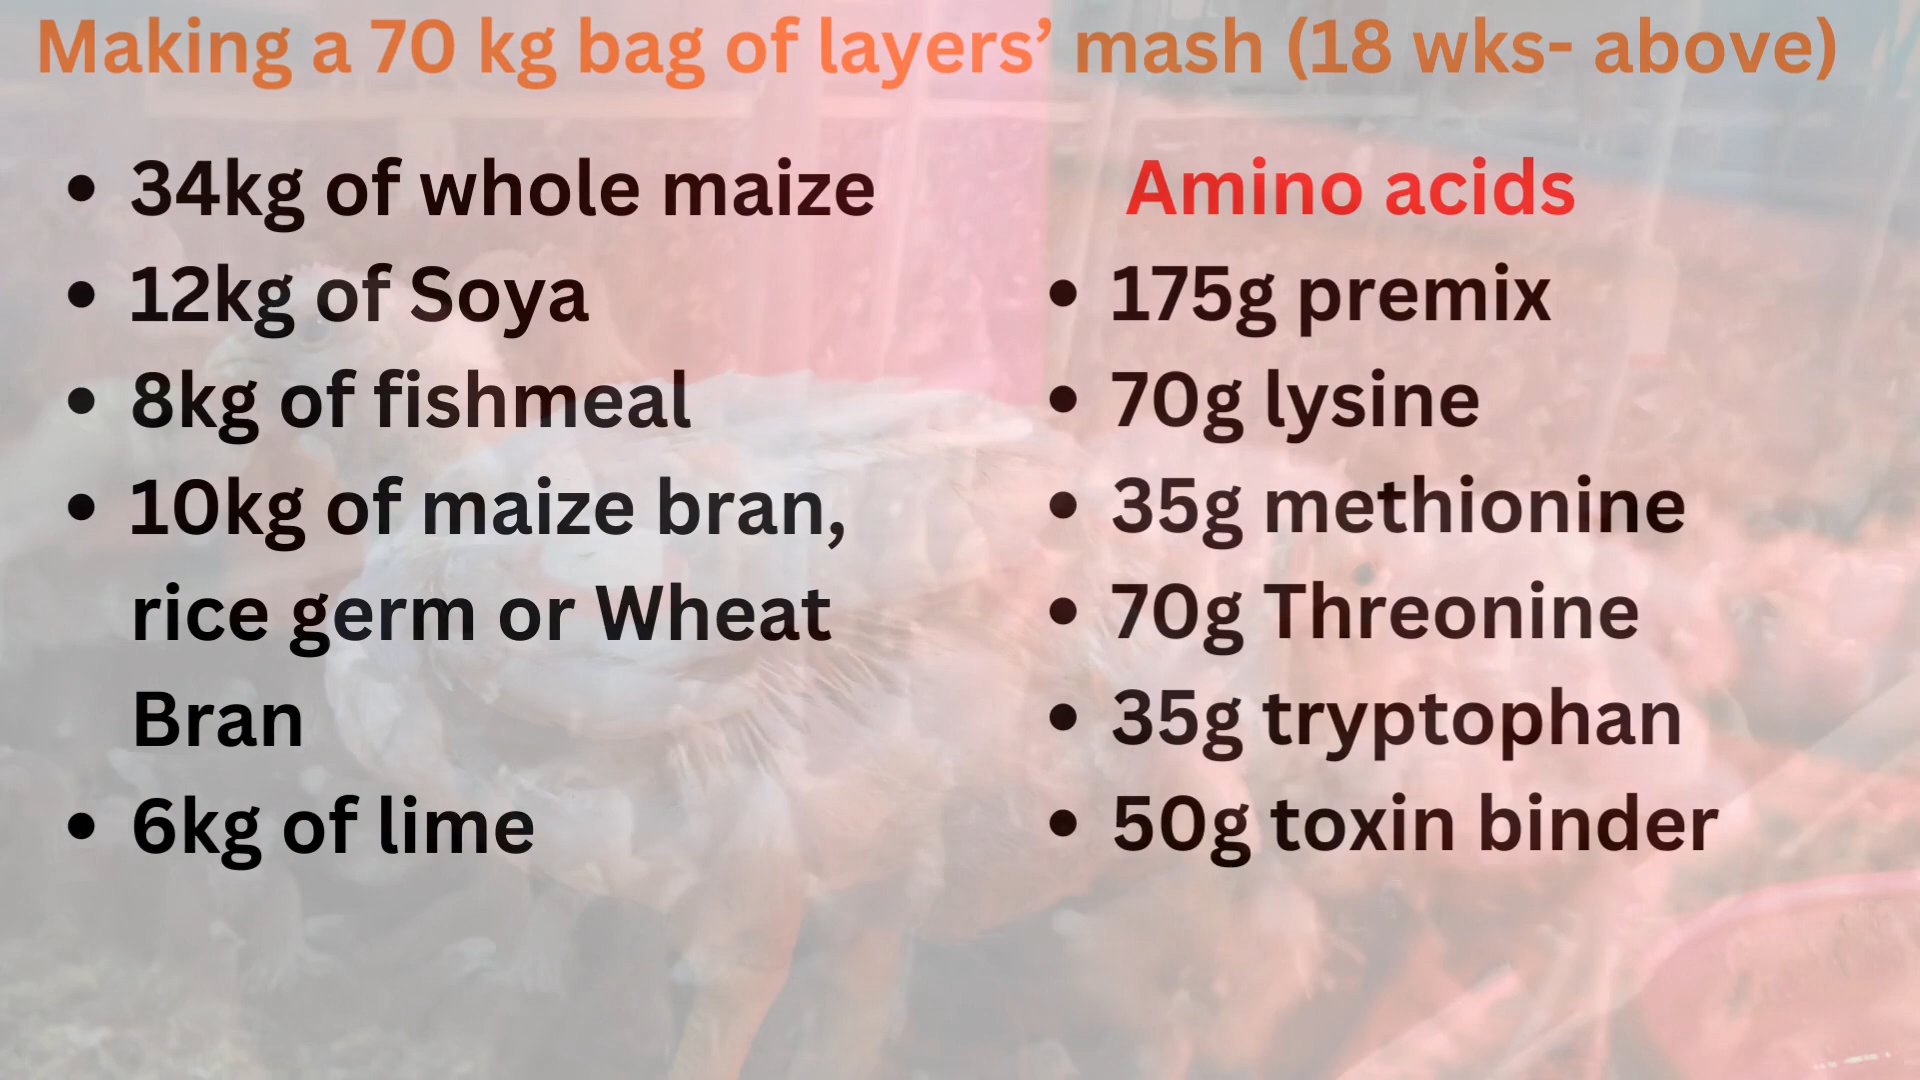 Making a 70 kg bag of layers’ mash (18 wks- above)
• 34kg of whole maize
• 12kg of Soya
• 8kg of fishmeal
• 10kg of maize bran,
rice germ or Wheat
Bran
• 6kg of lime
Amino acids
• 175g premix
• 70g lysine
• 35g methionine
• 70g Threonine
• 35g tryptophan
• 50g toxin binder